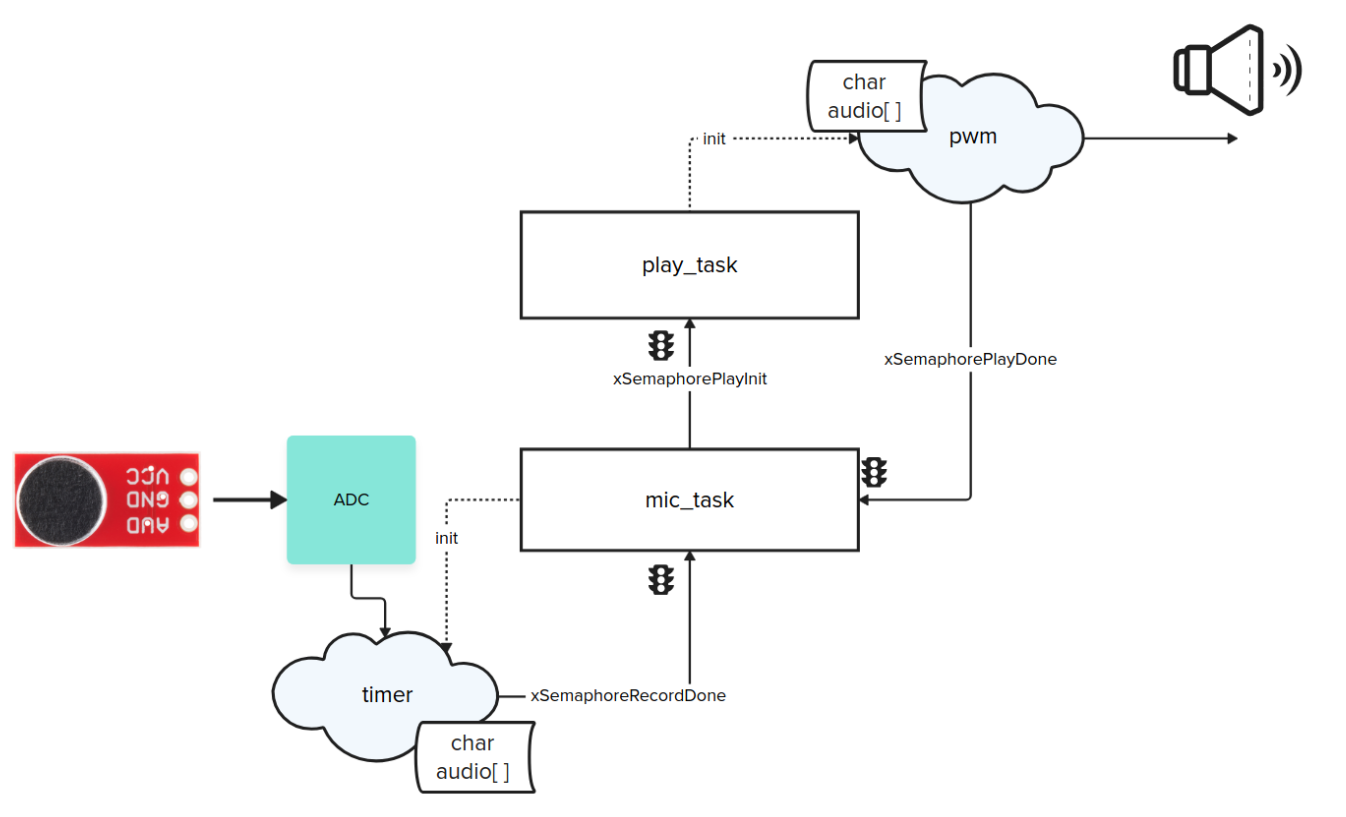 char
audio[ ]
init
pwm
play_task
xSemaphorePlayInit
xSemaphorePlayDone
VCC
GND
AUD
ADC
mic_task
init
timer
xSemaphoreRecordDone
char
audio[ ]